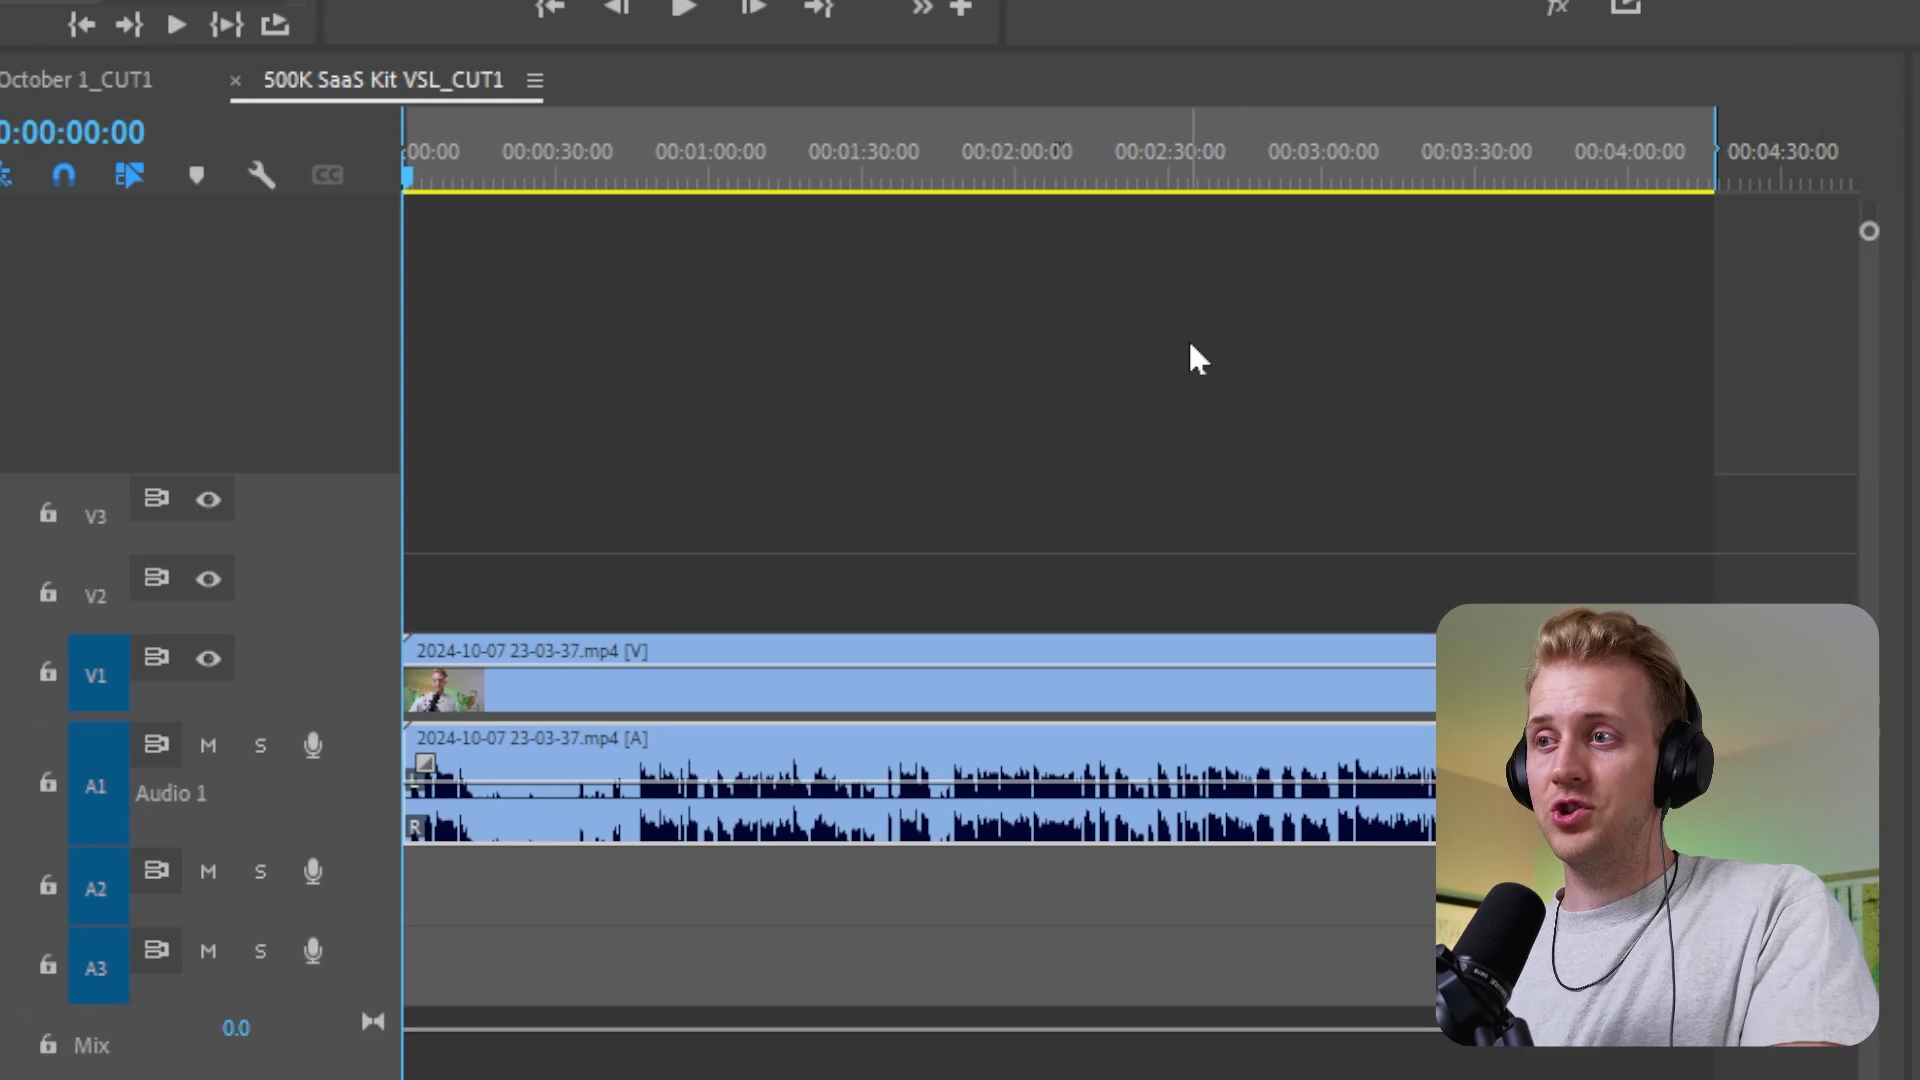 October 1_CUT1
500K SaaS Kit VSL_CUT1
0:00:00:00
:00:00 00:00:30:00 00:01:00:00 00:01:30:00 00:02:00:00 00:02:30:00 00:03:00:00 00:03:30:00 00:04:00:00 00:04:30:00
CC
fx
V3
V2
V1
2024-10-07 23-03-37.mp4 [V]
A1 M S
Audio 1
2024-10-07 23-03-37.mp4 [A]
L
R
A2 M S
A3 M S
Mix 0.0